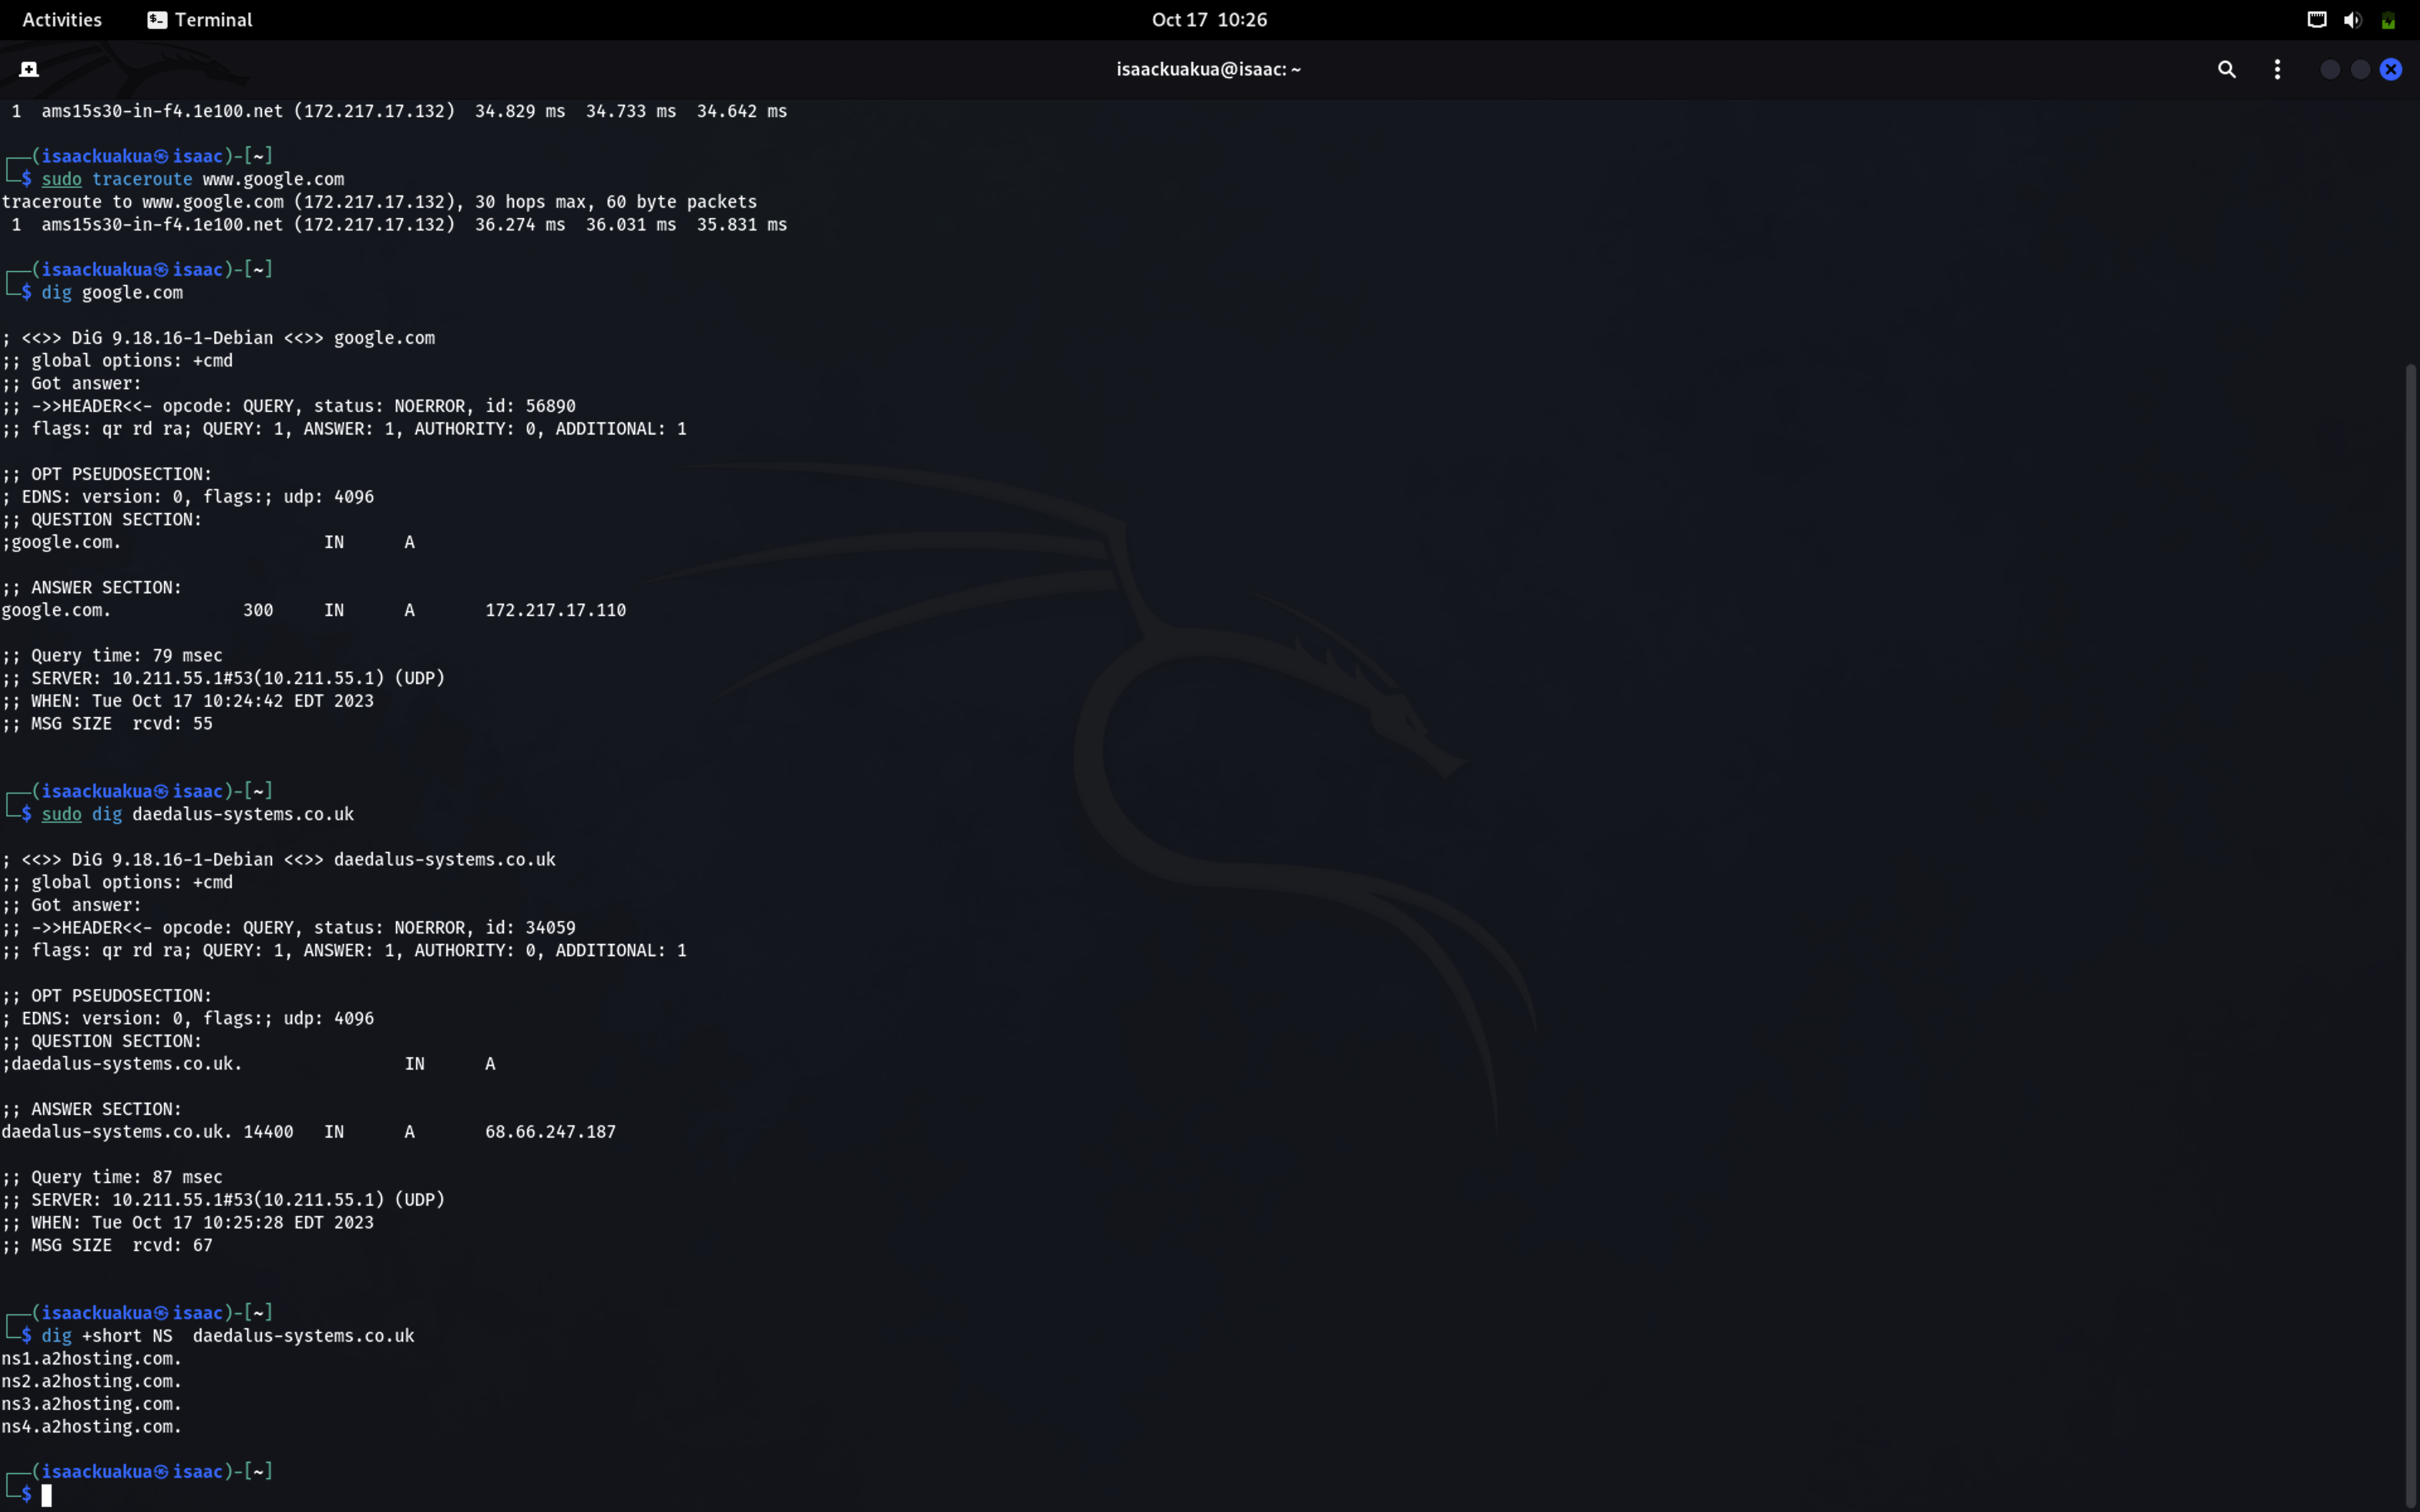 Activities Terminal Oct 17 10:26
isaackuakua@isaac: ~
1 ams15s30-in-f4.1e100.net (172.217.17.132) 34.829 ms 34.733 ms 34.642 ms
┌──(isaackuakua㉿isaac)-[~]
└─$ sudo traceroute www.google.com
traceroute to www.google.com (172.217.17.132), 30 hops max, 60 byte packets
1 ams15s30-in-f4.1e100.net (172.217.17.132) 36.274 ms 36.031 ms 35.831 ms
┌──(isaackuakua㉿isaac)-[~]
└─$ dig google.com
; <<>> DiG 9.18.16-1-Debian <<>> google.com
;; global options: +cmd
;; Got answer:
;; ->>HEADER<<- opcode: QUERY, status: NOERROR, id: 56890
;; flags: qr rd ra; QUERY: 1, ANSWER: 1, AUTHORITY: 0, ADDITIONAL: 1
;; OPT PSEUDOSECTION:
; EDNS: version: 0, flags:; udp: 4096
;; QUESTION SECTION:
;google.com. IN A
;; ANSWER SECTION:
google.com. 300 IN A 172.217.17.110
;; Query time: 79 msec
;; SERVER: 10.211.55.1#53(10.211.55.1) (UDP)
;; WHEN: Tue Oct 17 10:24:42 EDT 2023
;; MSG SIZE rcvd: 55
┌──(isaackuakua㉿isaac)-[~]
└─$ sudo dig daedalus-systems.co.uk
; <<>> DiG 9.18.16-1-Debian <<>> daedalus-systems.co.uk
;; global options: +cmd
;; Got answer:
;; ->>HEADER<<- opcode: QUERY, status: NOERROR, id: 34059
;; flags: qr rd ra; QUERY: 1, ANSWER: 1, AUTHORITY: 0, ADDITIONAL: 1
;; OPT PSEUDOSECTION:
; EDNS: version: 0, flags:; udp: 4096
;; QUESTION SECTION:
;daedalus-systems.co.uk. IN A
;; ANSWER SECTION:
daedalus-systems.co.uk. 14400 IN A 68.66.247.187
;; Query time: 87 msec
;; SERVER: 10.211.55.1#53(10.211.55.1) (UDP)
;; WHEN: Tue Oct 17 10:25:28 EDT 2023
;; MSG SIZE rcvd: 67
┌──(isaackuakua㉿isaac)-[~]
└─$ dig +short NS daedalus-systems.co.uk
ns1.a2hosting.com.
ns2.a2hosting.com.
ns3.a2hosting.com.
ns4.a2hosting.com.
┌──(isaackuakua㉿isaac)-[~]
└─$